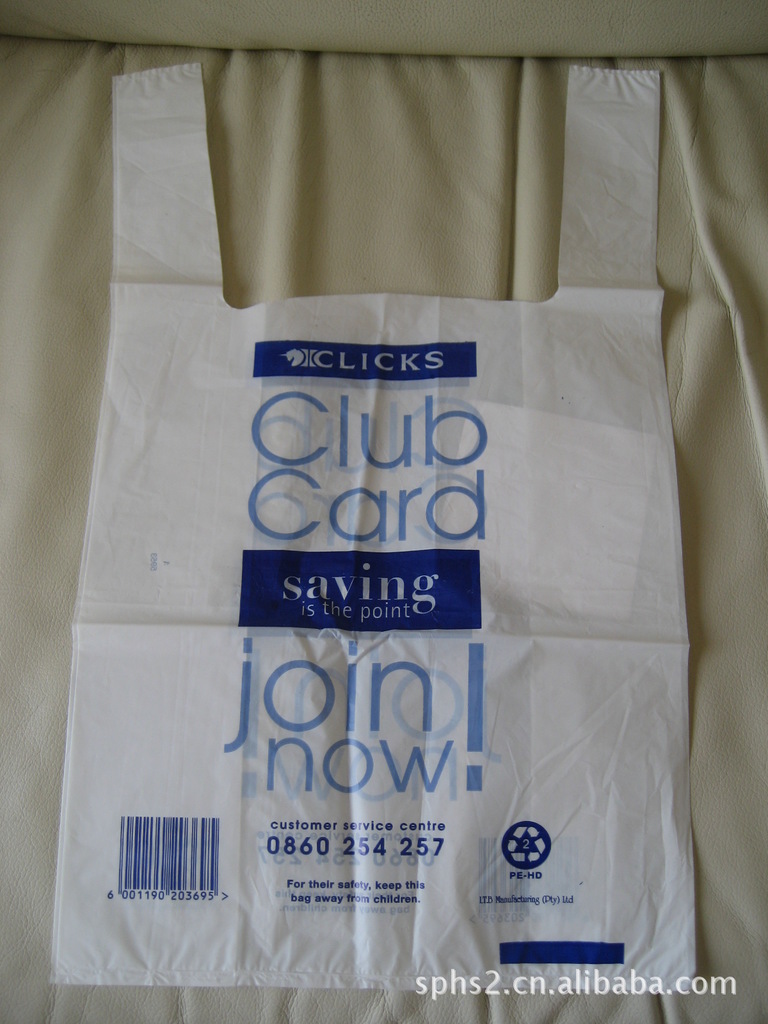 CLICKS
Club
Card
saving
is the point
join
now!
customer service centre
0860 254 257
For their safety, keep this
bag away from children.
6 001190 203695 >
2
PE-HD
I.T.B Manufacturing (Pty) Ltd
sphs2.cn.alibaba.com